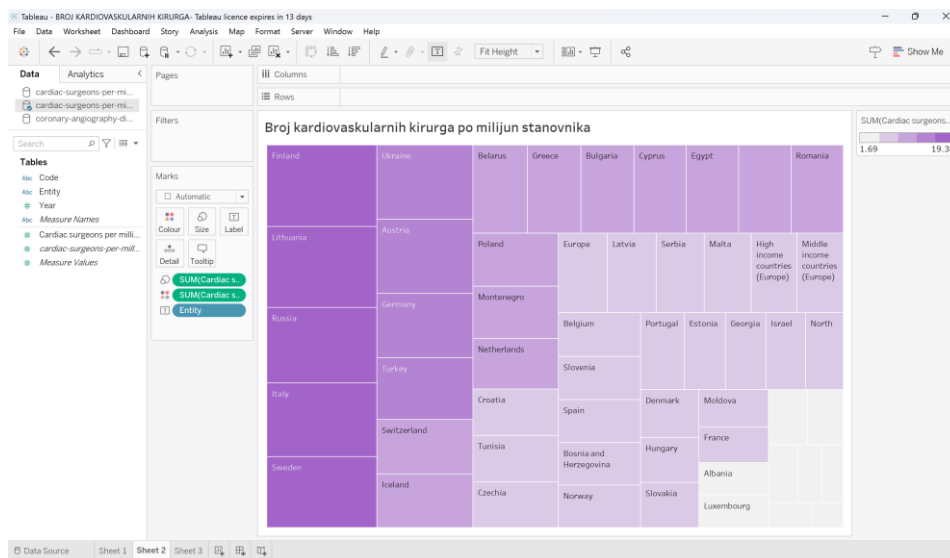 Tableau - BROJ KARDIOVASKULARNIH KIRURGA- Tableau licence expires in 13 days
File Data Worksheet Dashboard Story Analysis Map Format Server Window Help
Fit Height
Show Me
Data Analytics
cardiac-surgeons-per-mi...
cardiac-surgeons-per-mi...
coronary-angiography-di...
Search
Tables
Abc Code
Abc Entity
# Year
Abc Measure Names
# Cardiac surgeons per milli...
# cardiac-surgeons-per-mill...
# Measure Values
Pages
Filters
Marks
Automatic
Colour Size Label
Detail Tooltip
SUM(Cardiac s..
SUM(Cardiac s..
Entity
Columns
Rows
Broj kardiovaskularnih kirurga po milijun stanovnika
Finland
Lithuania
Russia
Italy
Sweden
Ukraine
Austria
Germany
Turkey
Switzerland
Iceland
Belarus
Greece
Bulgaria
Cyprus
Egypt
Romania
Poland
Montenegro
Netherlands
Croatia
Tunisia
Czechia
Europe
Latvia
Serbia
Malta
High
income
countries
(Europe)
Middle
income
countries
(Europe)
Belgium
Slovenia
Spain
Bosnia and
Herzegovina
Norway
Portugal
Estonia
Georgia
Israel
North
Denmark
Hungary
Slovakia
Moldova
France
Albania
Luxembourg
SUM(Cardiac surgeons..
1.69
Data Source Sheet 1 Sheet 2 Sheet 3